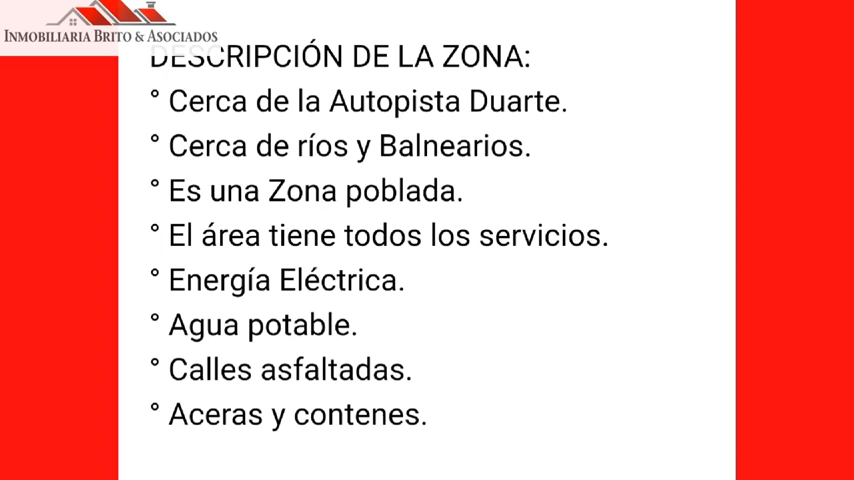 INMOBILIARIA BRITO & ASOCIADOS
DESCRIPCIÓN DE LA ZONA:
° Cerca de la Autopista Duarte.
° Cerca de ríos y Balnearios.
° Es una Zona poblada.
° El área tiene todos los servicios.
° Energía Eléctrica.
° Agua potable.
° Calles asfaltadas.
° Aceras y contenes.